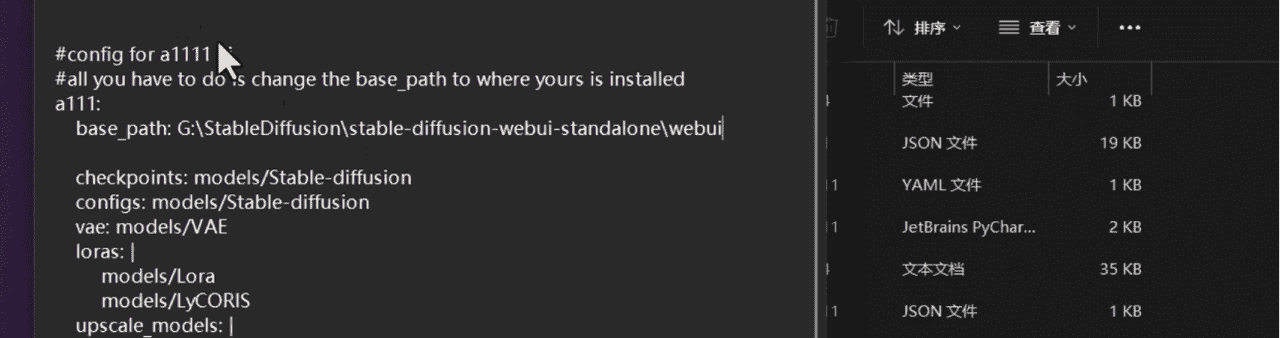 #config for a1111
#all you have to do is change the base_path to where yours is installed
a111:
base_path: G:\StableDiffusion\stable-diffusion-webui-standalone\webui
checkpoints: models/Stable-diffusion
configs: models/Stable-diffusion
vae: models/VAE
loras: |
models/Lora
models/LyCORIS
upscale_models: |
排序 查看
类型 大小
文件 1 KB
JSON 文件 19 KB
YAML 文件 1 KB
JetBrains PyChar... 2 KB
文本文档 35 KB
JSON 文件 1 KB